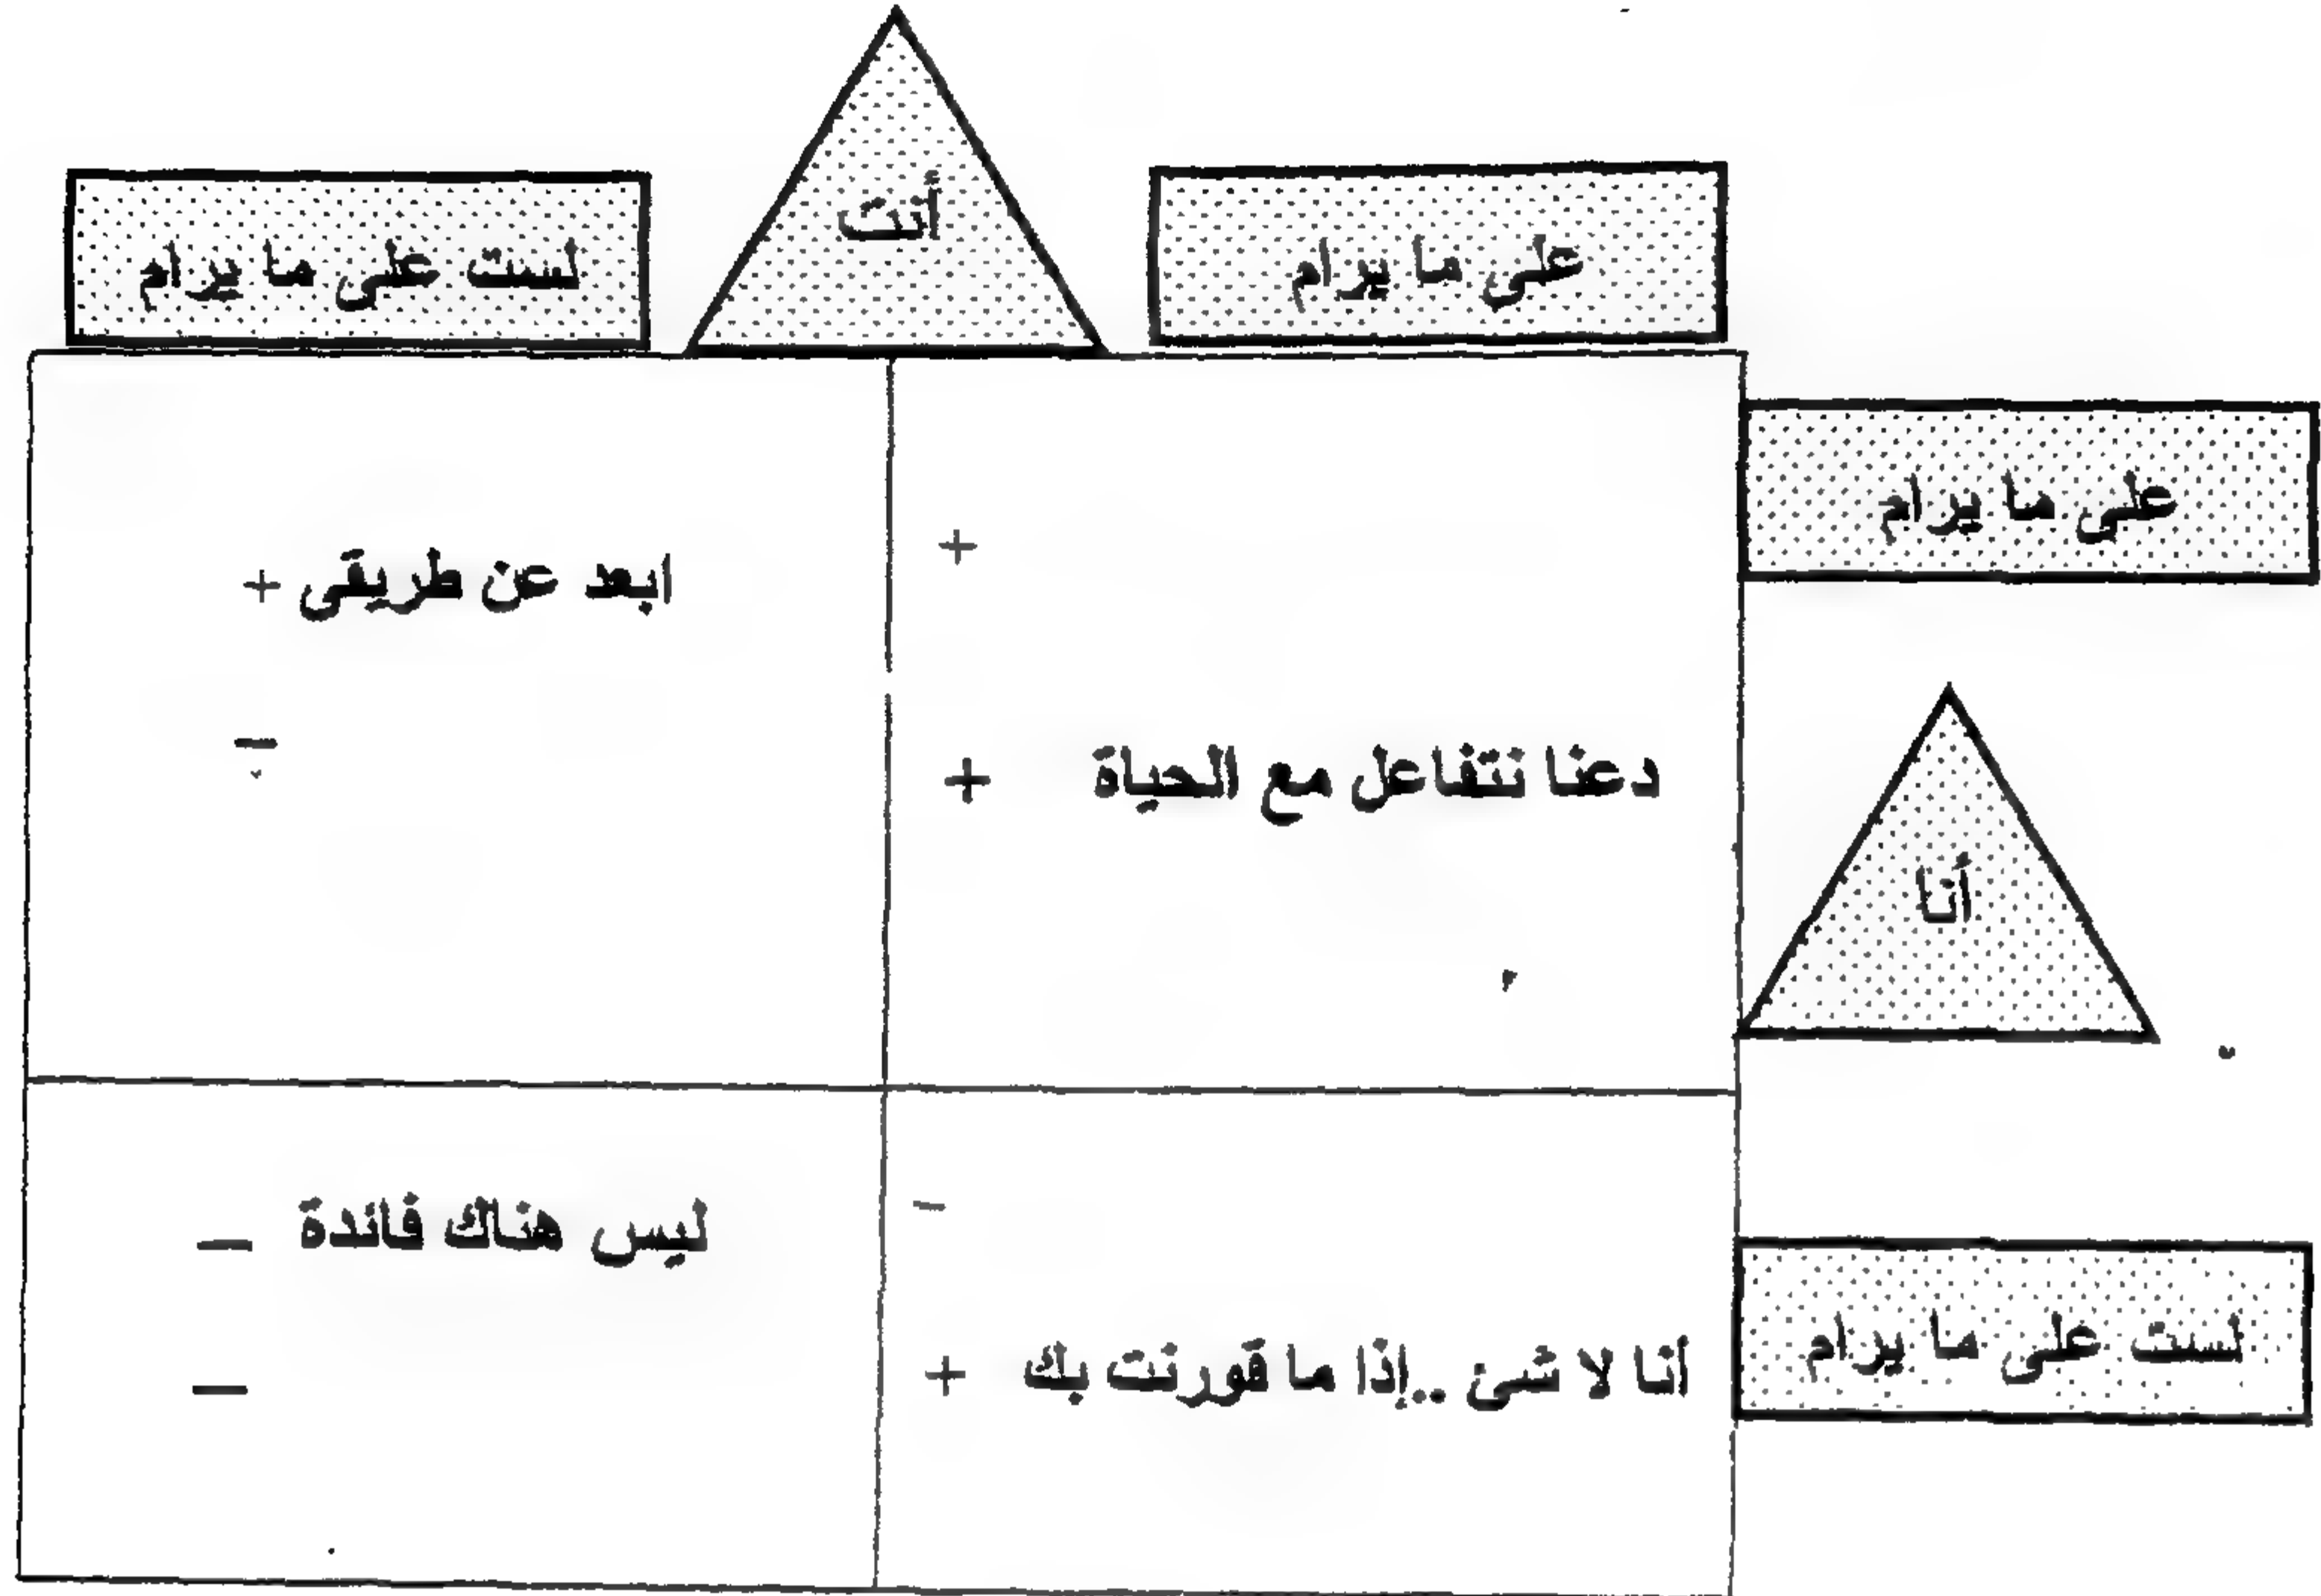 أنت
على ما يرام
لست على ما يرام
على ما يرام
+
ابعد عن طريقى +
–
دعنا نتفاعل مع الحياة +
أنا
–
ليس هناك فائدة –
أنا لا شئ ..إذا ما قورنت بك +
–
لست على ما يرام